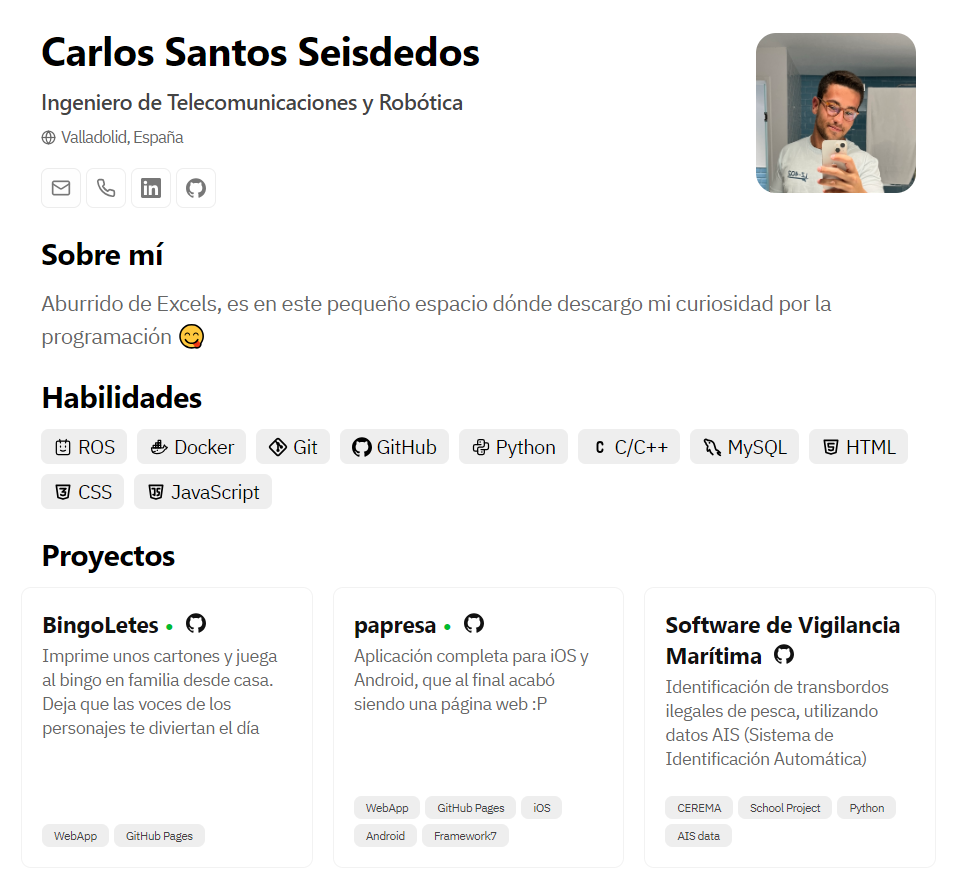 Carlos Santos Seisdedos
Ingeniero de Telecomunicaciones y Robótica
Valladolid, España
Sobre mí
Aburrido de Excels, es en este pequeño espacio dónde descargo mi curiosidad por la
programación 😋
Habilidades
ROS Docker Git GitHub Python C/C++ MySQL HTML
CSS JavaScript
Proyectos
BingoLetes
Imprime unos cartones y juega
al bingo en familia desde casa.
Deja que las voces de los
personajes te diviertan el día
WebApp GitHub Pages
papresa
Aplicación completa para iOS y
Android, que al final acabó
siendo una página web :P
WebApp GitHub Pages iOS
Android Framework7
Software de Vigilancia
Marítima
Identificación de transbordos
ilegales de pesca, utilizando
datos AIS (Sistema de
Identificación Automática)
CEREMA School Project Python
AIS data